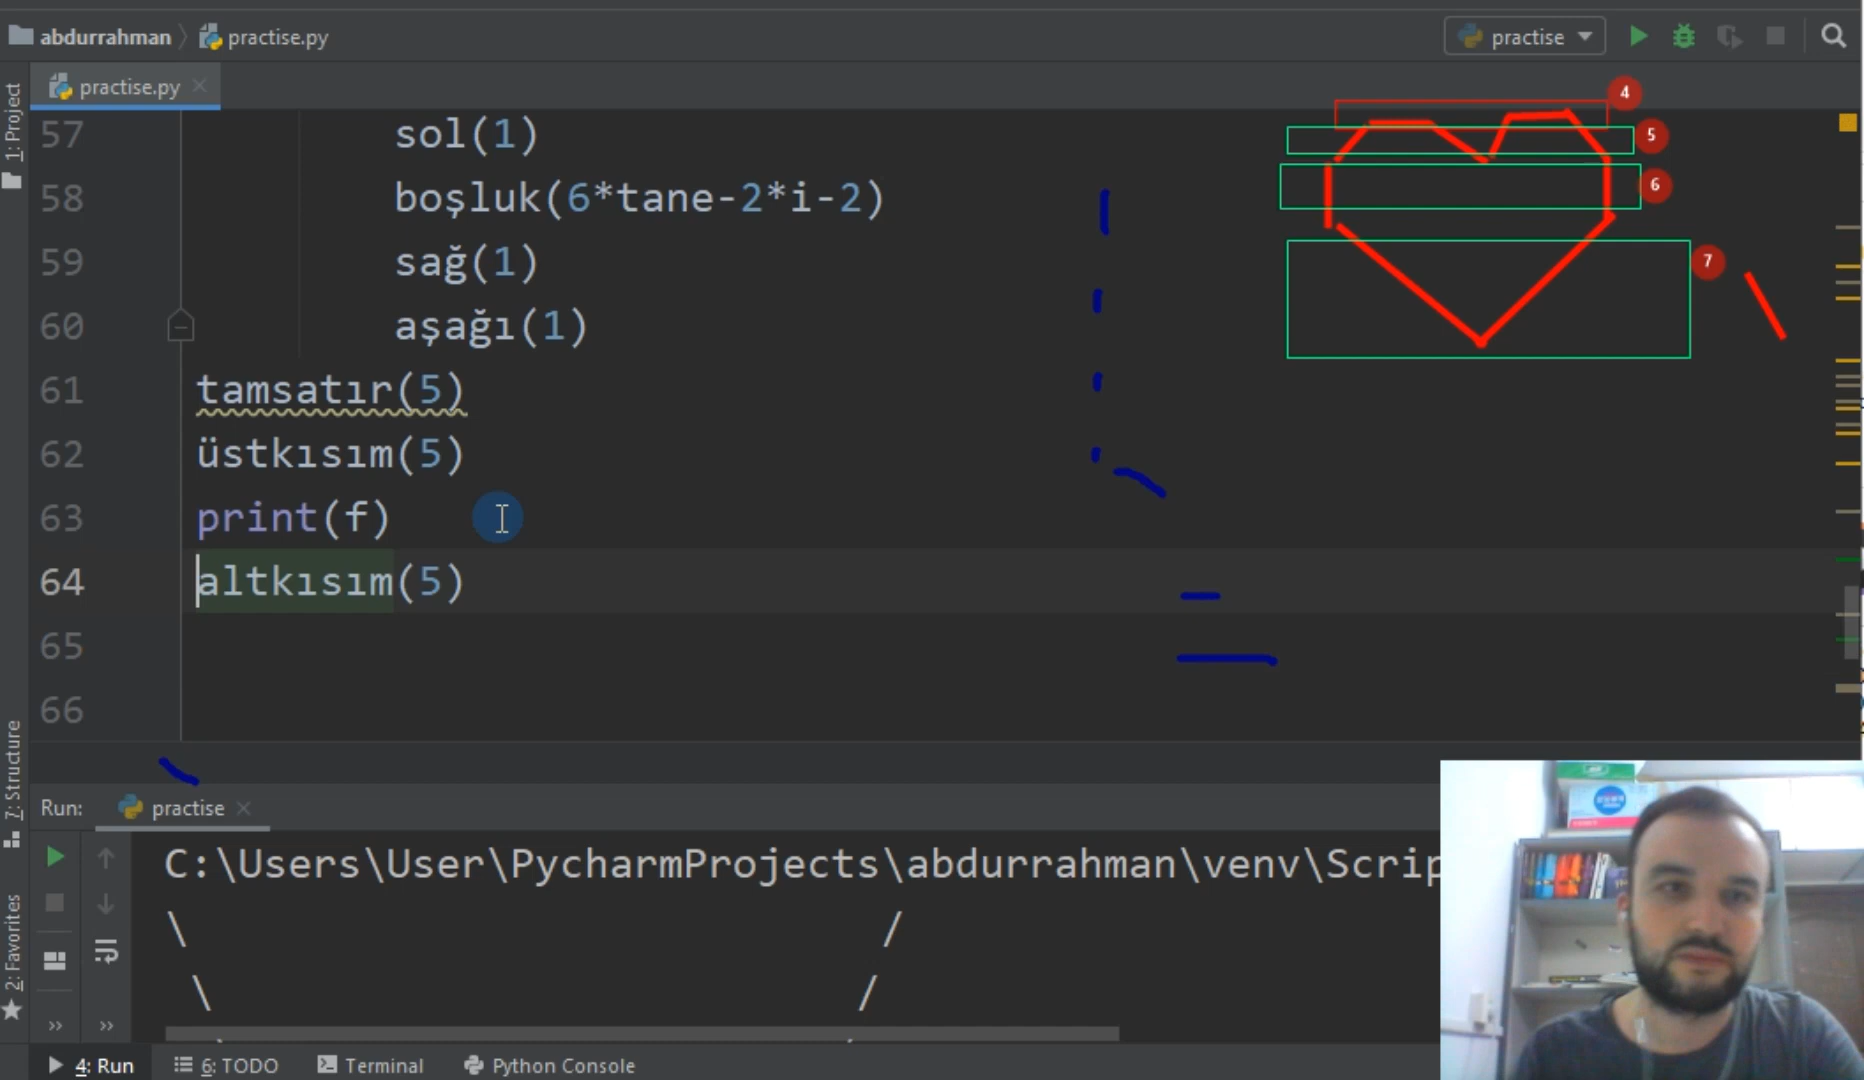 abdurrahman practise.py
practise
practise.py
1: Project
57 sol(1)
58 boşluk(6*tane-2*i-2)
59 sağ(1)
60 aşağı(1)
61 tamsatır(5)
62 üstkısım(5)
63 print(f)
64 altkısım(5)
65
66
4
5
6
7
7: Structure
2: Favorites
Run: practise
C:\Users\User\PycharmProjects\abdurrahman\venv\Scrip
\ /
\ /
4: Run 6: TODO Terminal Python Console